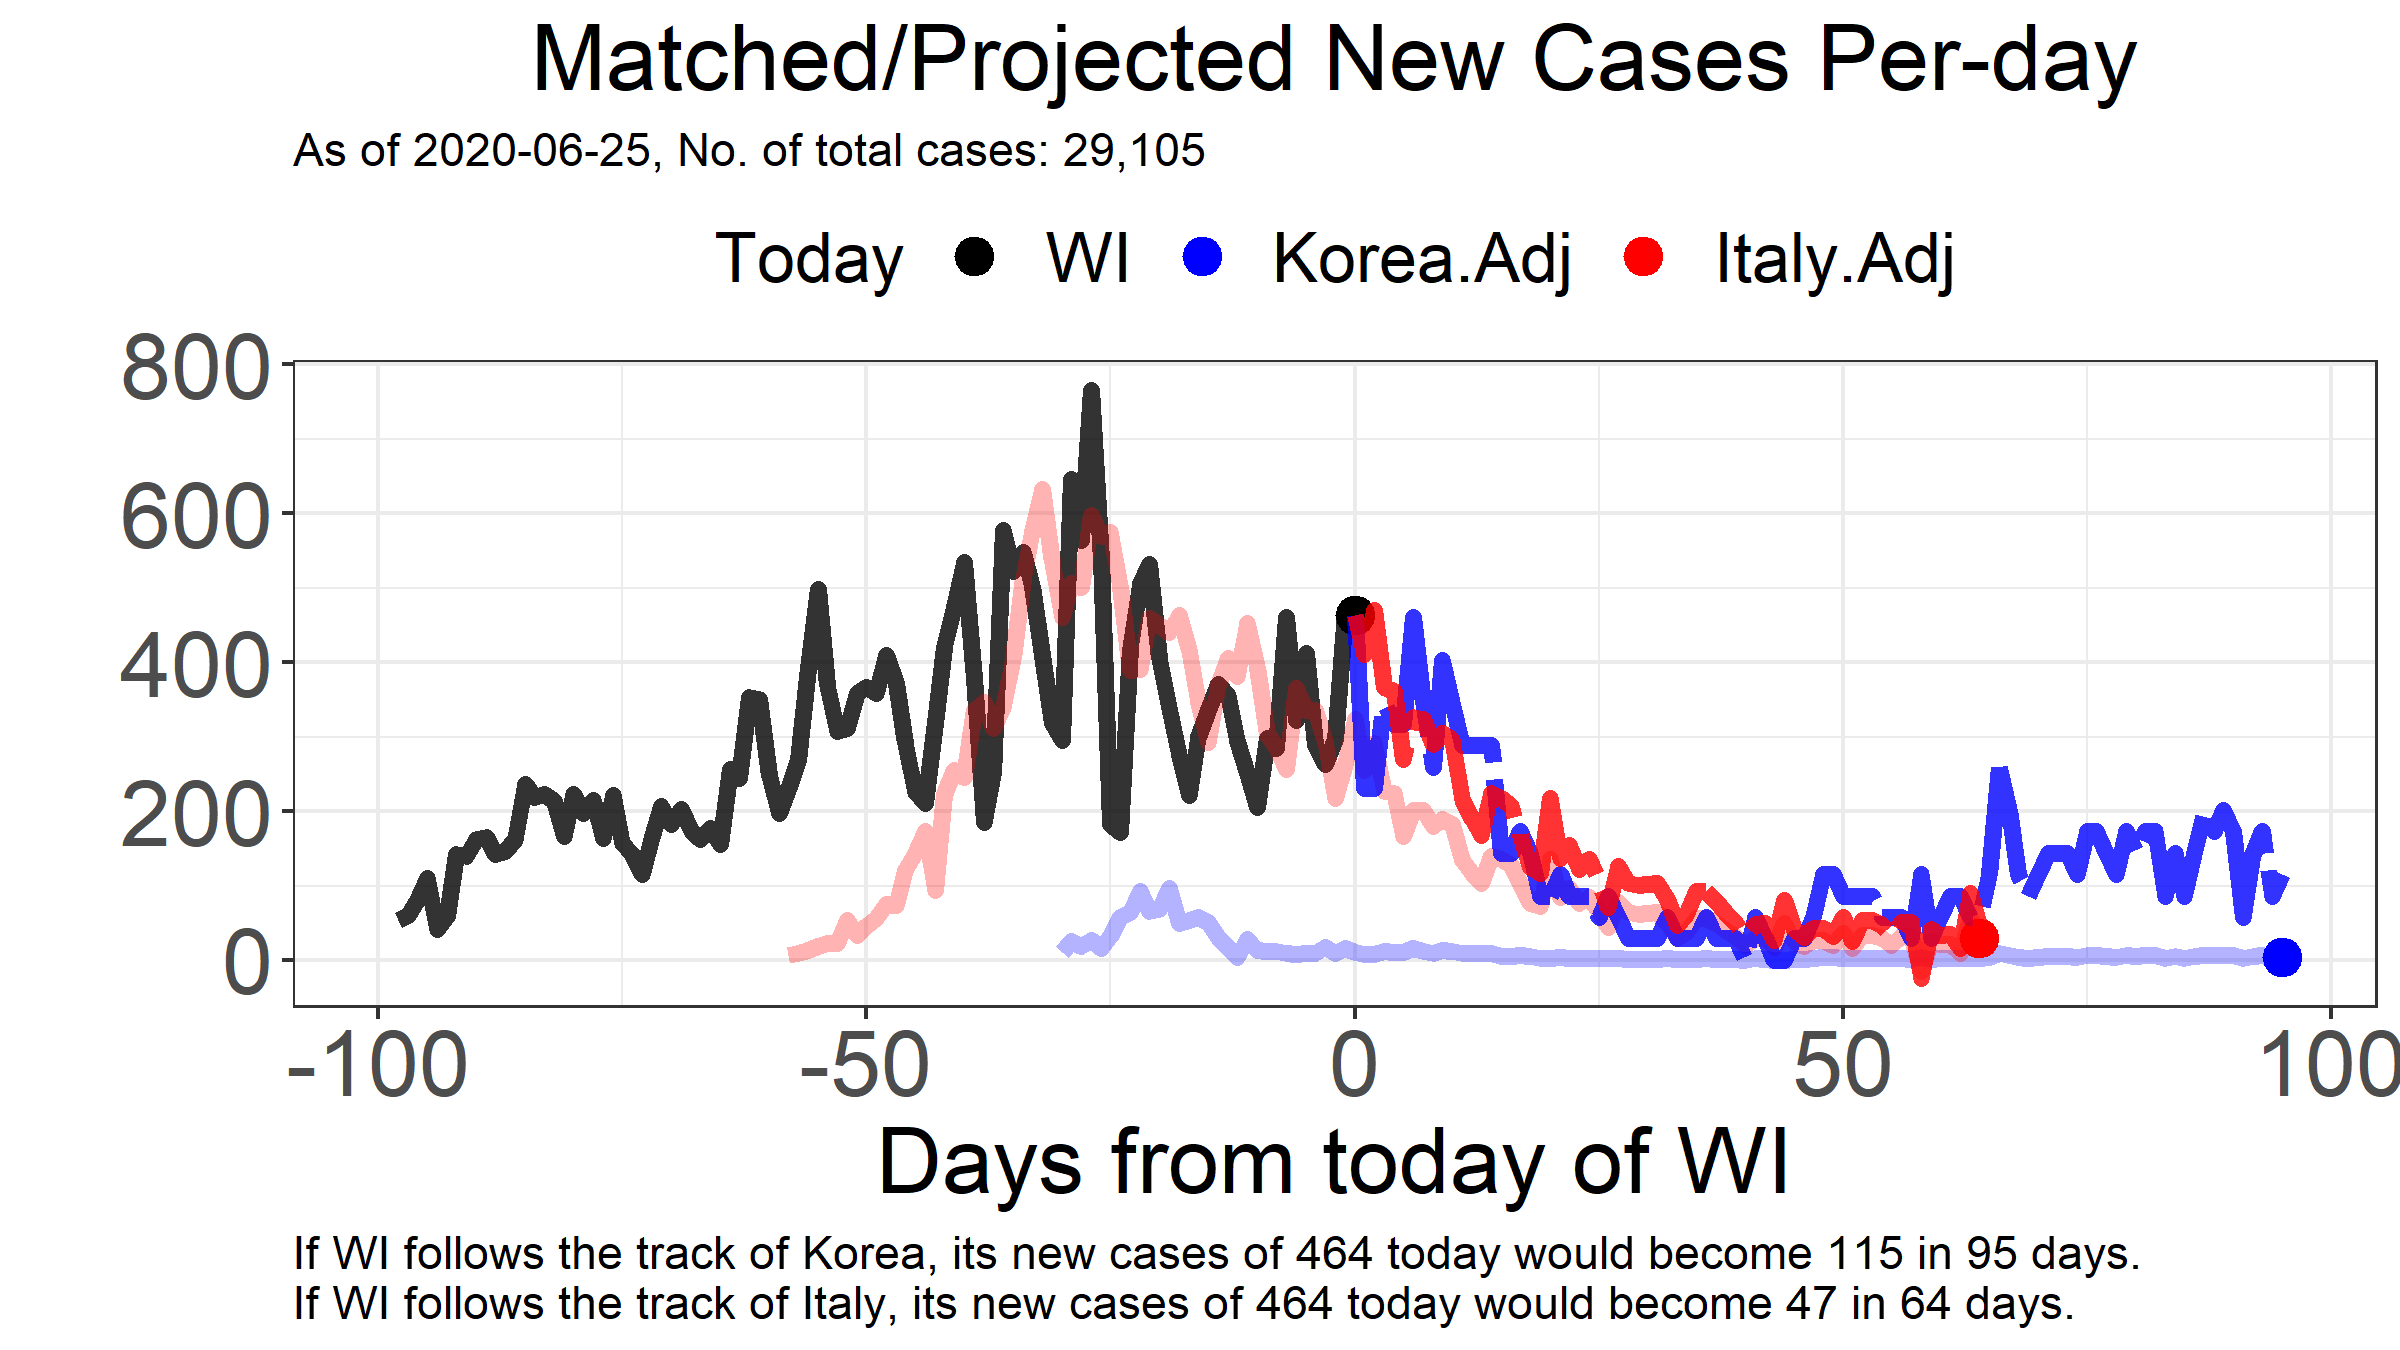 Matched/Projected New Cases Per-day
As of 2020-06-25, No. of total cases: 29,105
Today WI Korea.Adj Italy.Adj
800
600
400
200
0
-100 -50 0 50 100
Days from today of WI
If WI follows the track of Korea, its new cases of 464 today would become 115 in 95 days.
If WI follows the track of Italy, its new cases of 464 today would become 47 in 64 days.